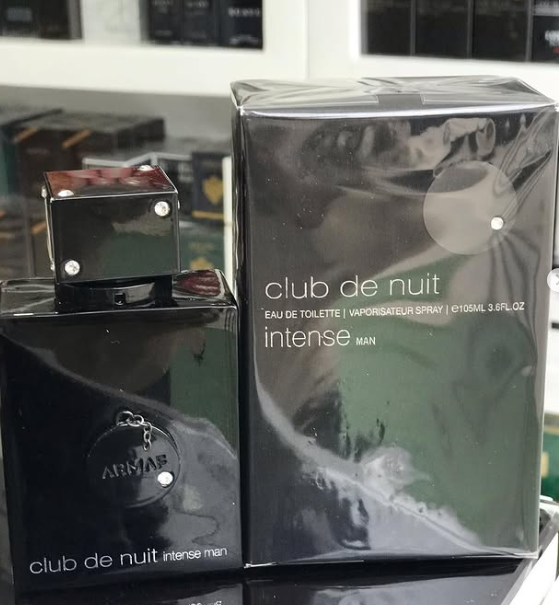 club de nuit
EAU DE TOILETTE | VAPORISATEUR SPRAY | e105ML 3.6FL.OZ
intense MAN
ARMAF
club de nuit intense man